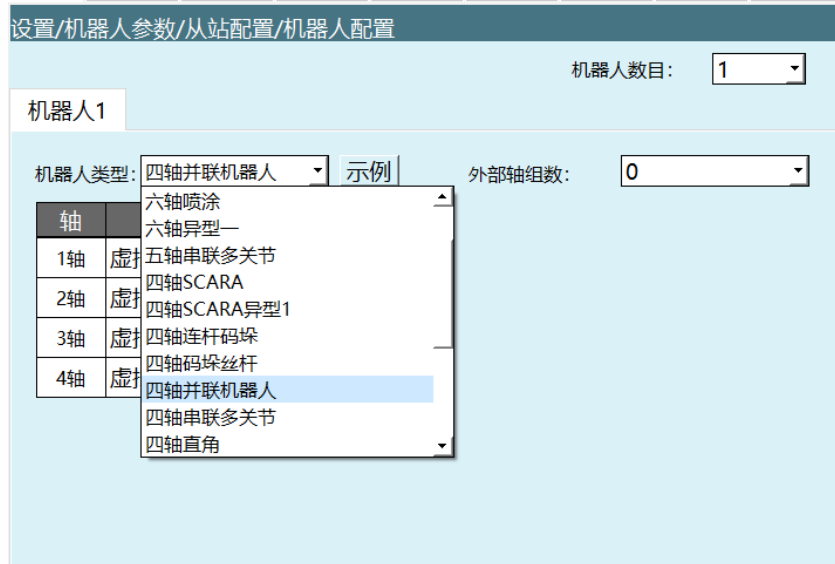 设置/机器人参数/从站配置/机器人配置
机器人数目： 1
机器人1
机器人类型: 四轴并联机器人 示例 外部轴组数： 0
六轴喷涂
轴
六轴异型一
1轴 虚 五轴串联多关节
四轴SCARA
2轴 虚
四轴SCARA异型1
3轴 虚 四轴连杆码垛
四轴码垛丝杆
4轴 虚
四轴并联机器人
四轴串联多关节
四轴直角